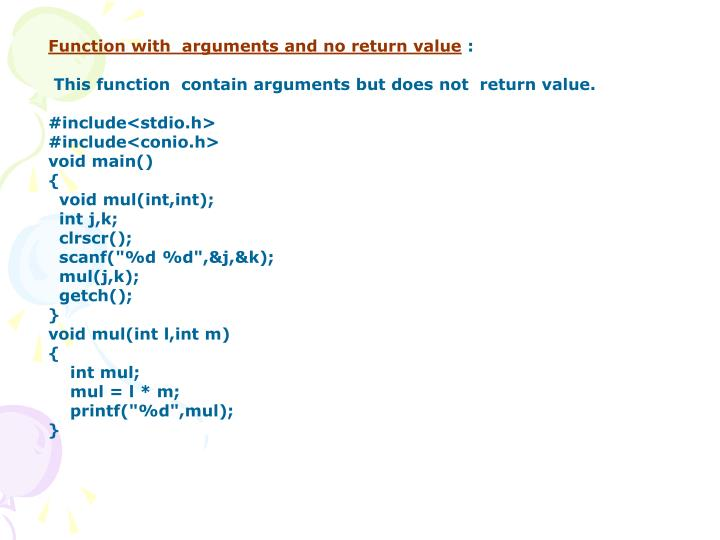 Function with  arguments and no return value :
This function  contain arguments but does not  return value.
#include<stdio.h>
#include<conio.h>
void main()
{
  void mul(int,int);
  int j,k;
  clrscr();
  scanf("%d %d",&j,&k);
  mul(j,k);
  getch();
}
void mul(int l,int m)
{
    int mul;
    mul = l * m;
    printf("%d",mul);
}